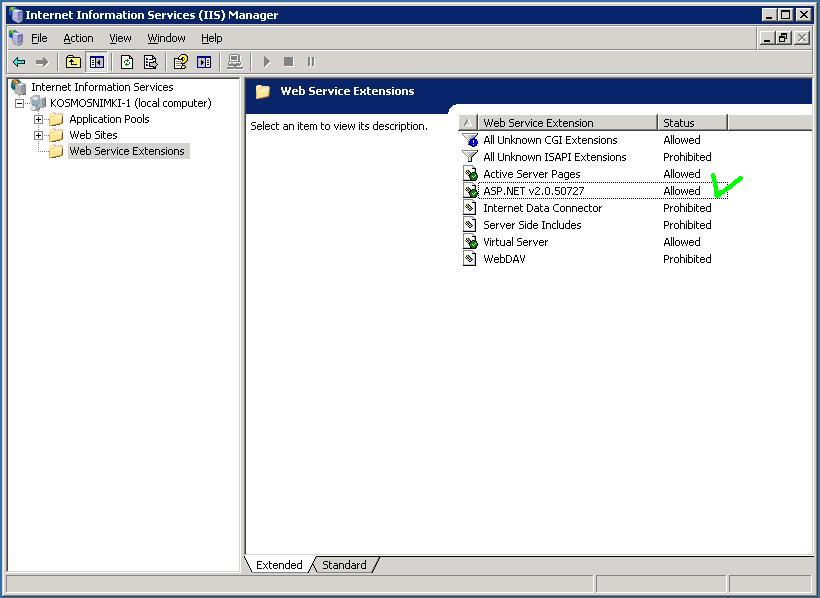 Internet Information Services (IIS) Manager
File Action View Window Help
Internet Information Services
KOSMOSNIMKI-1 (local computer)
Application Pools
Web Sites
Web Service Extensions
Web Service Extensions
Select an item to view its description.
Web Service Extension Status
All Unknown CGI Extensions Allowed
All Unknown ISAPI Extensions Prohibited
Active Server Pages Allowed
ASP.NET v2.0.50727 Allowed
Internet Data Connector Prohibited
Server Side Includes Prohibited
Virtual Server Allowed
WebDAV Prohibited
Extended Standard